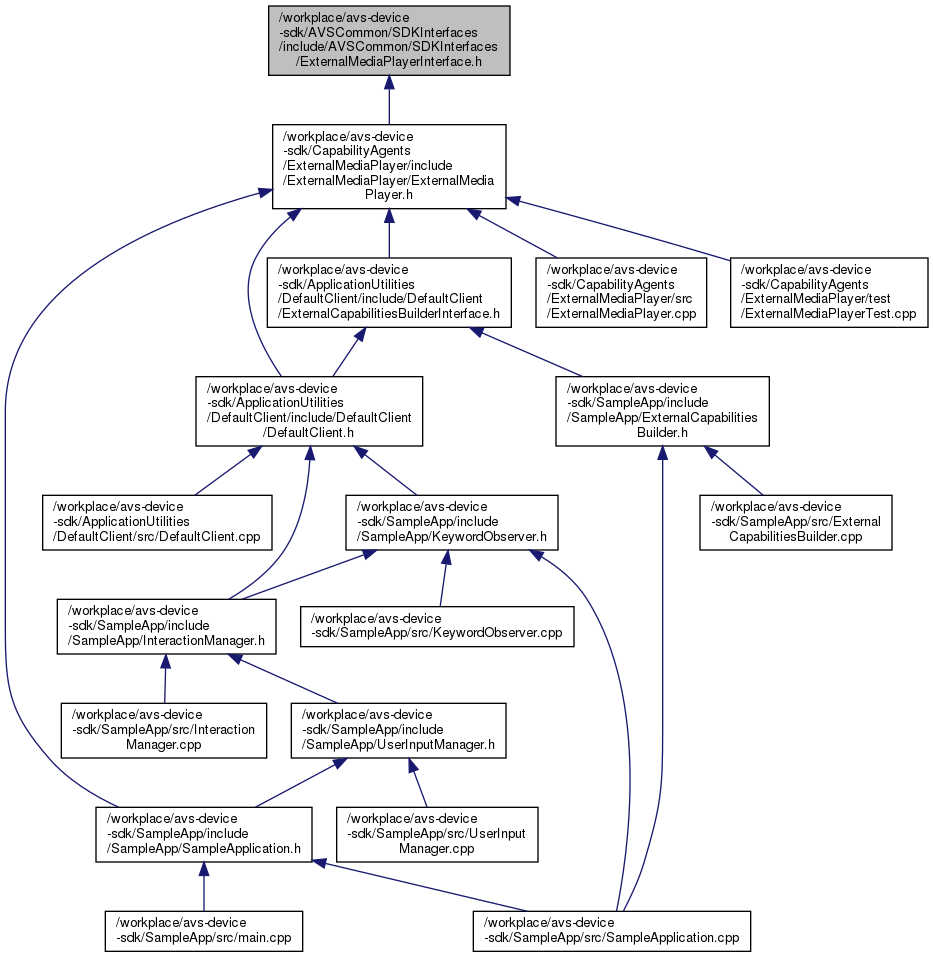 /workplace/avs-device
-sdk/AVSCommon/SDKInterfaces
/include/AVSCommon/SDKInterfaces
/ExternalMediaPlayerInterface.h
/workplace/avs-device
-sdk/CapabilityAgents
/ExternalMediaPlayer/include
/ExternalMediaPlayer/ExternalMedia
Player.h
/workplace/avs-device
-sdk/ApplicationUtilities
/DefaultClient/include/DefaultClient
/ExternalCapabilitiesBuilderInterface.h
/workplace/avs-device
-sdk/CapabilityAgents
/ExternalMediaPlayer/src
/ExternalMediaPlayer.cpp
/workplace/avs-device
-sdk/CapabilityAgents
/ExternalMediaPlayer/test
/ExternalMediaPlayerTest.cpp
/workplace/avs-device
-sdk/ApplicationUtilities
/DefaultClient/include/DefaultClient
/DefaultClient.h
/workplace/avs-device
-sdk/SampleApp/include
/SampleApp/ExternalCapabilities
Builder.h
/workplace/avs-device
-sdk/ApplicationUtilities
/DefaultClient/src/DefaultClient.cpp
/workplace/avs-device
-sdk/SampleApp/include
/SampleApp/KeywordObserver.h
/workplace/avs-device
-sdk/SampleApp/src/External
CapabilitiesBuilder.cpp
/workplace/avs-device
-sdk/SampleApp/include
/SampleApp/InteractionManager.h
/workplace/avs-device
-sdk/SampleApp/src/KeywordObserver.cpp
/workplace/avs-device
-sdk/SampleApp/src/Interaction
Manager.cpp
/workplace/avs-device
-sdk/SampleApp/include
/SampleApp/UserInputManager.h
/workplace/avs-device
-sdk/SampleApp/include
/SampleApp/SampleApplication.h
/workplace/avs-device
-sdk/SampleApp/src/UserInput
Manager.cpp
/workplace/avs-device
-sdk/SampleApp/src/main.cpp
/workplace/avs-device
-sdk/SampleApp/src/SampleApplication.cpp